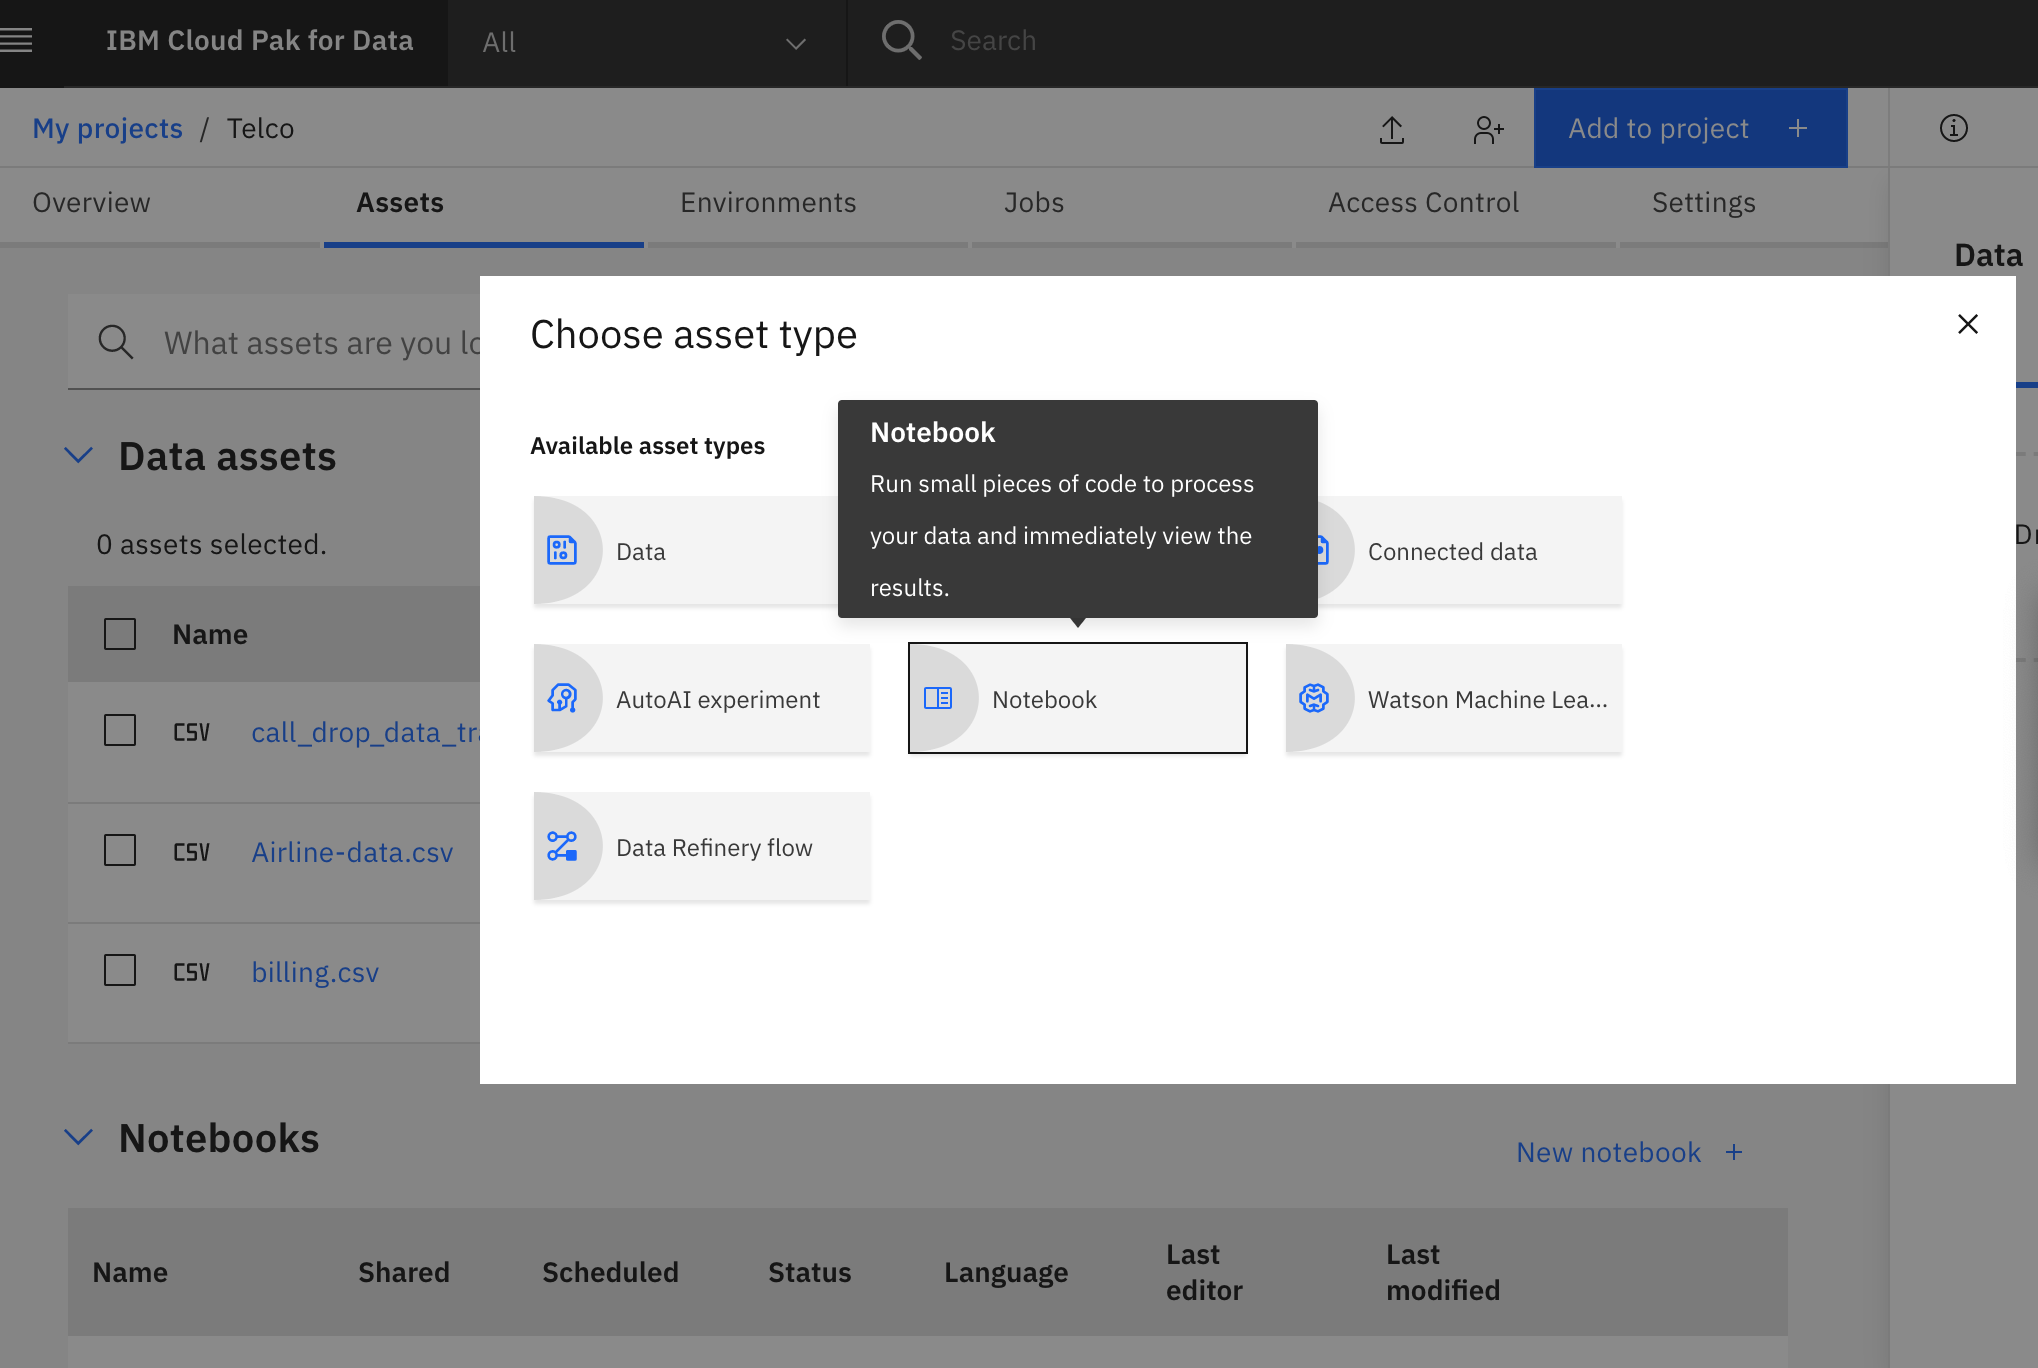 IBM Cloud Pak for Data
All
Search
My projects / Telco
Add to project +
Overview
Assets
Environments
Jobs
Access Control
Settings
Data
What assets are you lo
Choose asset type
Available asset types
Notebook
Run small pieces of code to process
your data and immediately view the
results.
Data
Connected data
AutoAI experiment
Notebook
Watson Machine Lea...
Data Refinery flow
Data assets
0 assets selected.
Name
CSV call_drop_data_tr
CSV Airline-data.csv
CSV billing.csv
Dr
Notebooks
New notebook +
Name
Shared
Scheduled
Status
Language
Last
editor
Last
modified